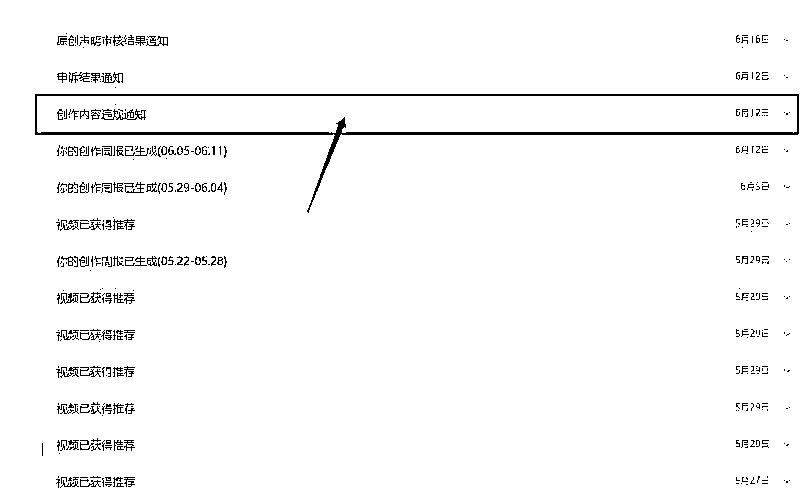 原创声明审核结果通知 6月16日
申诉结果通知 6月12日
创作内容违规通知 6月12日
你的创作周报已生成(06.05-06.11) 6月12日
你的创作周报已生成(05.29-06.04) 6月5日
视频已获得推荐 5月29日
你的创作周报已生成(05.22-05.28) 5月29日
视频已获得推荐 5月29日
视频已获得推荐 5月29日
视频已获得推荐 5月29日
视频已获得推荐 5月29日
视频已获得推荐 5月28日
视频已获得推荐 5月27日